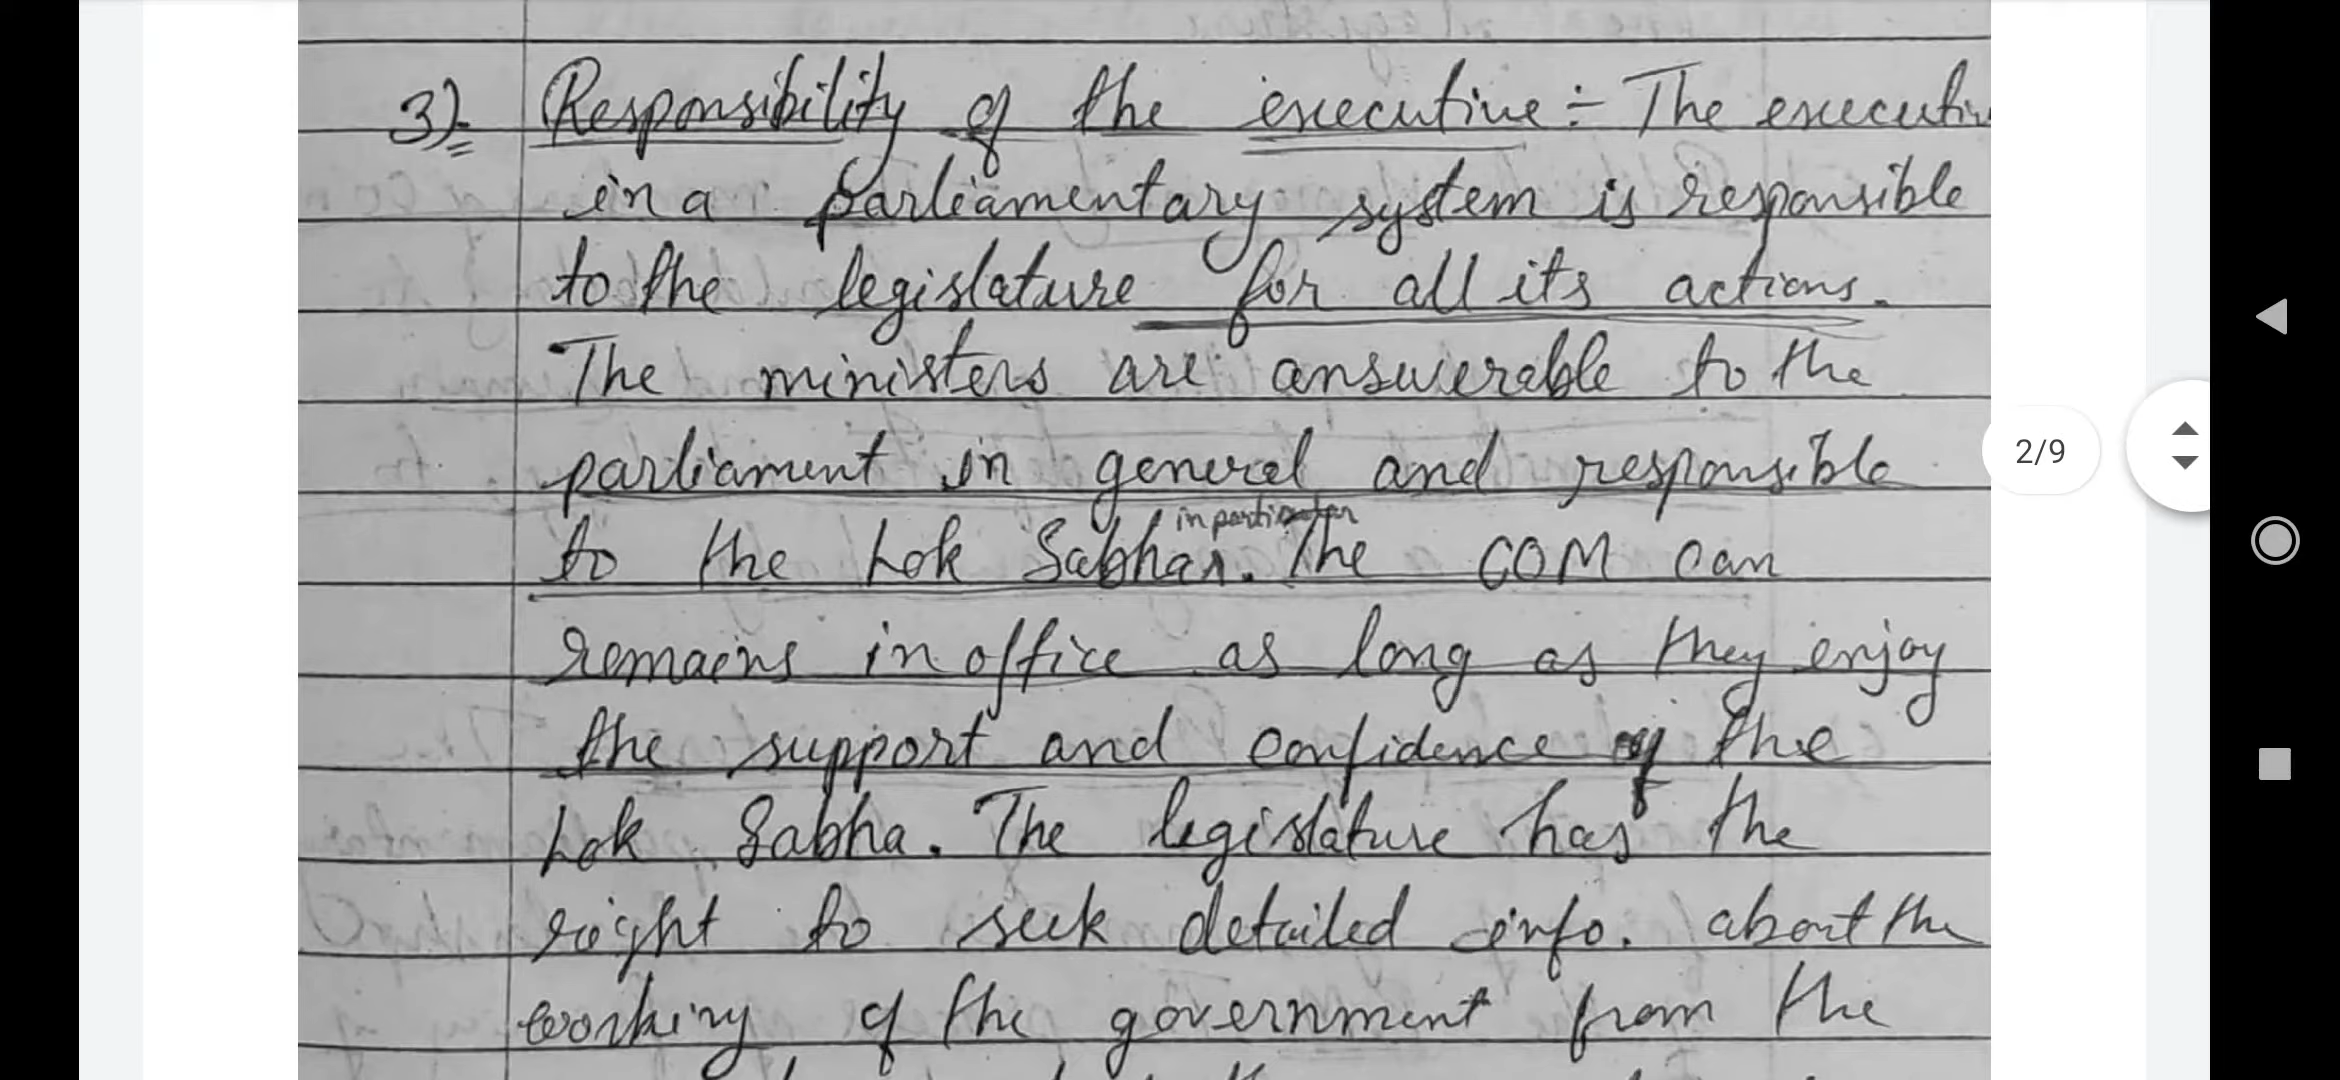 3) Responsibility of the executive ÷ The executive
in a parliamentary system is responsible
to the legislature for all its actions.
The ministers are answerable to the
parliament in general and responsible
in particular
to the Lok Sabha. The COM can
remains in office as long as they enjoy
the support and confidence of the
Lok Sabha. The legislature has the
right to seek detailed info. about the
working of the government from the
2/9